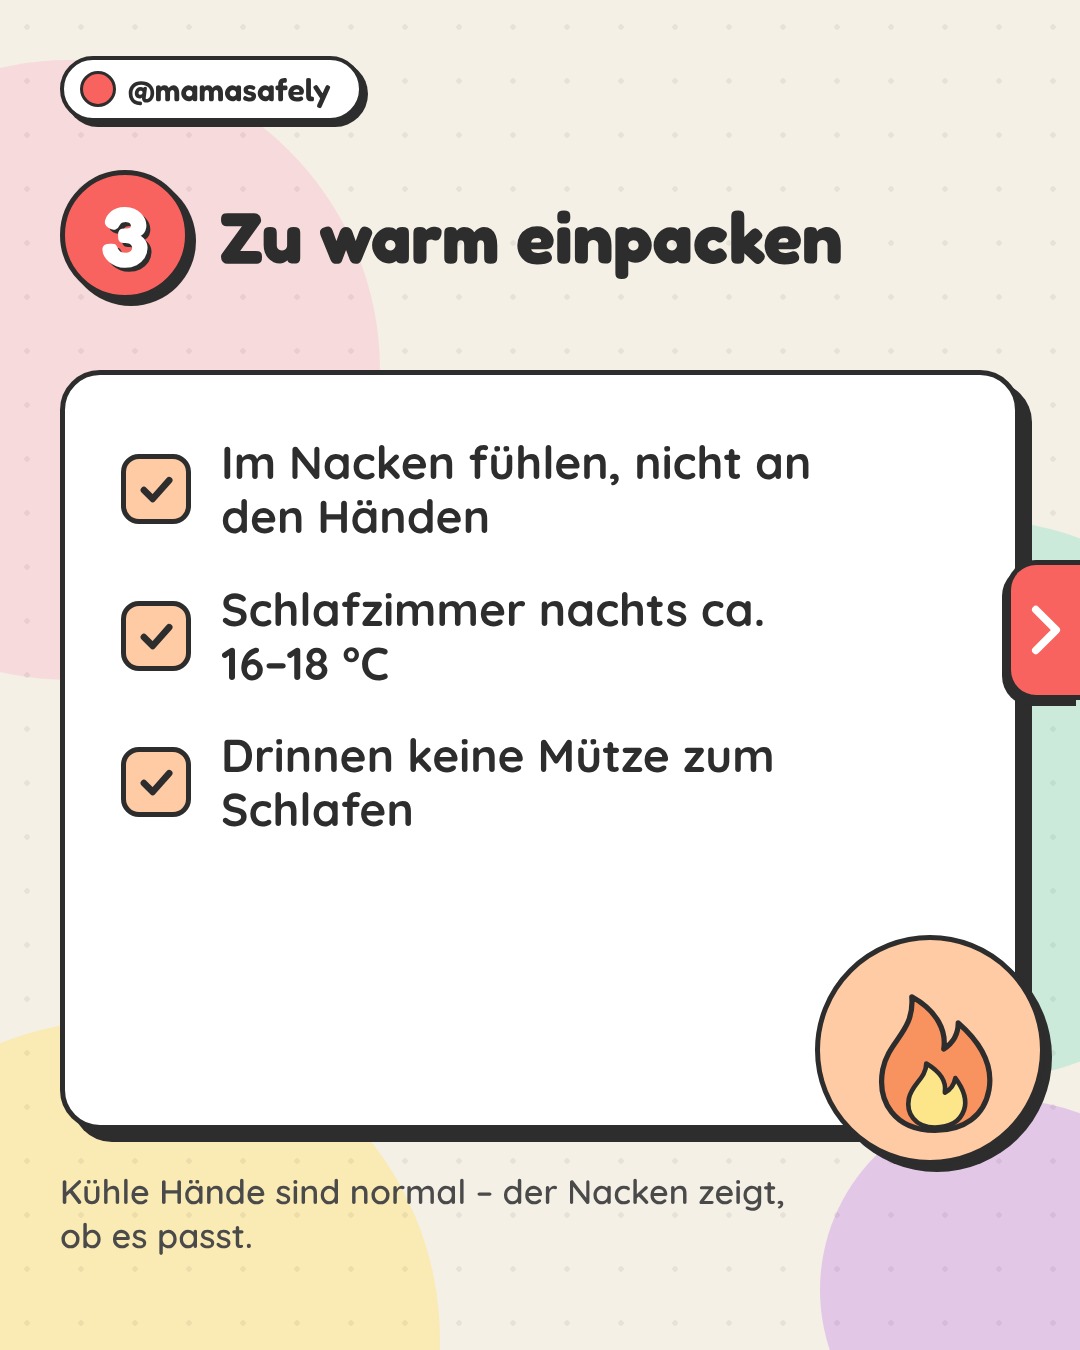 @mamasafely
3
Zu warm einpacken
Im Nacken fühlen, nicht an
den Händen
Schlafzimmer nachts ca.
16–18 °C
Drinnen keine Mütze zum
Schlafen
Kühle Hände sind normal – der Nacken zeigt,
ob es passt.